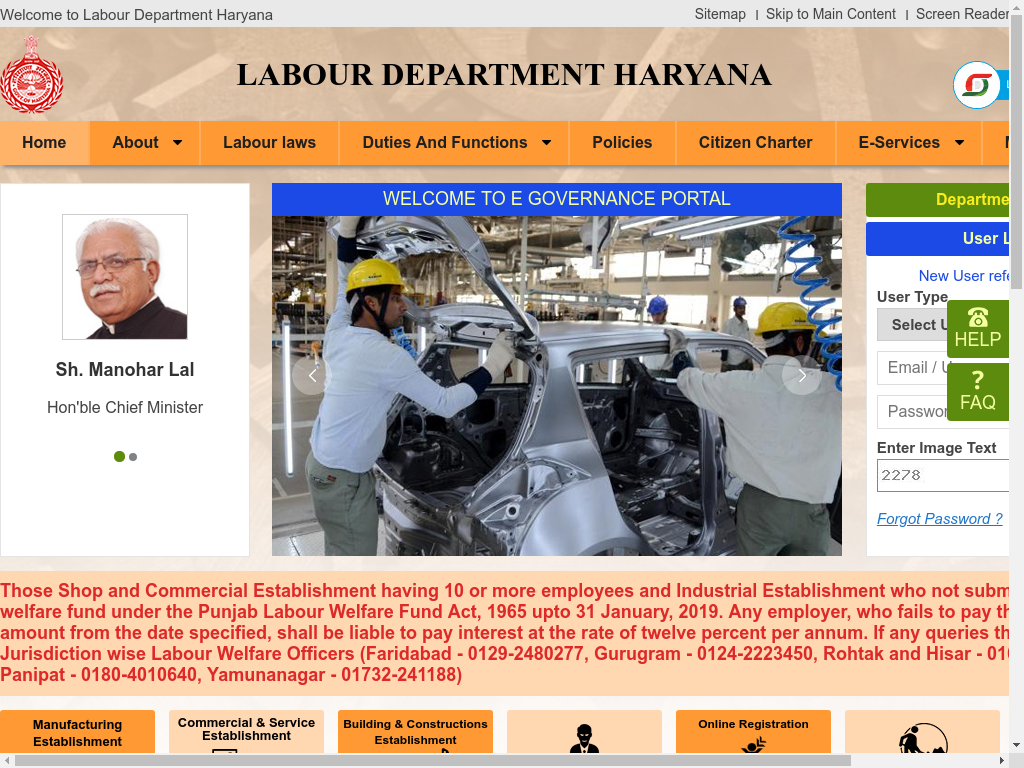 Welcome to Labour Department Haryana
Sitemap | Skip to Main Content | Screen Reader
LABOUR DEPARTMENT HARYANA
Home About Labour laws Duties And Functions Policies Citizen Charter E-Services
Sh. Manohar Lal
Hon'ble Chief Minister
WELCOME TO E GOVERNANCE PORTAL
Departme
User L
New User refe
User Type
Select U
Email / U
Passwor
Enter Image Text
2278
Forgot Password ?
HELP
?
FAQ
Those Shop and Commercial Establishment having 10 or more employees and Industrial Establishment who not subm
welfare fund under the Punjab Labour Welfare Fund Act, 1965 upto 31 January, 2019. Any employer, who fails to pay th
amount from the date specified, shall be liable to pay interest at the rate of twelve percent per annum. If any queries th
Jurisdiction wise Labour Welfare Officers (Faridabad - 0129-2480277, Gurugram - 0124-2223450, Rohtak and Hisar - 01
Panipat - 0180-4010640, Yamunanagar - 01732-241188)
Manufacturing
Establishment
Commercial & Service
Establishment
Building & Constructions
Establishment
Online Registration